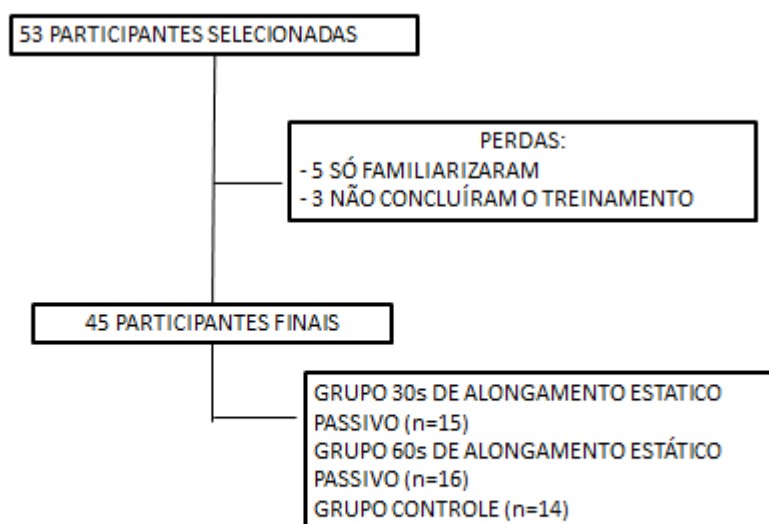 53 PARTICIPANTES SELECIONADAS
PERDAS:
- 5 SÓ FAMILIARIZARAM
- 3 NÃO CONCLUÍRAM O TREINAMENTO
45 PARTICIPANTES FINAIS
GRUPO 30s DE ALONGAMENTO ESTATICO
PASSIVO (n=15)
GRUPO 60s DE ALONGAMENTO ESTÁTICO
PASSIVO (n=16)
GRUPO CONTROLE (n=14)